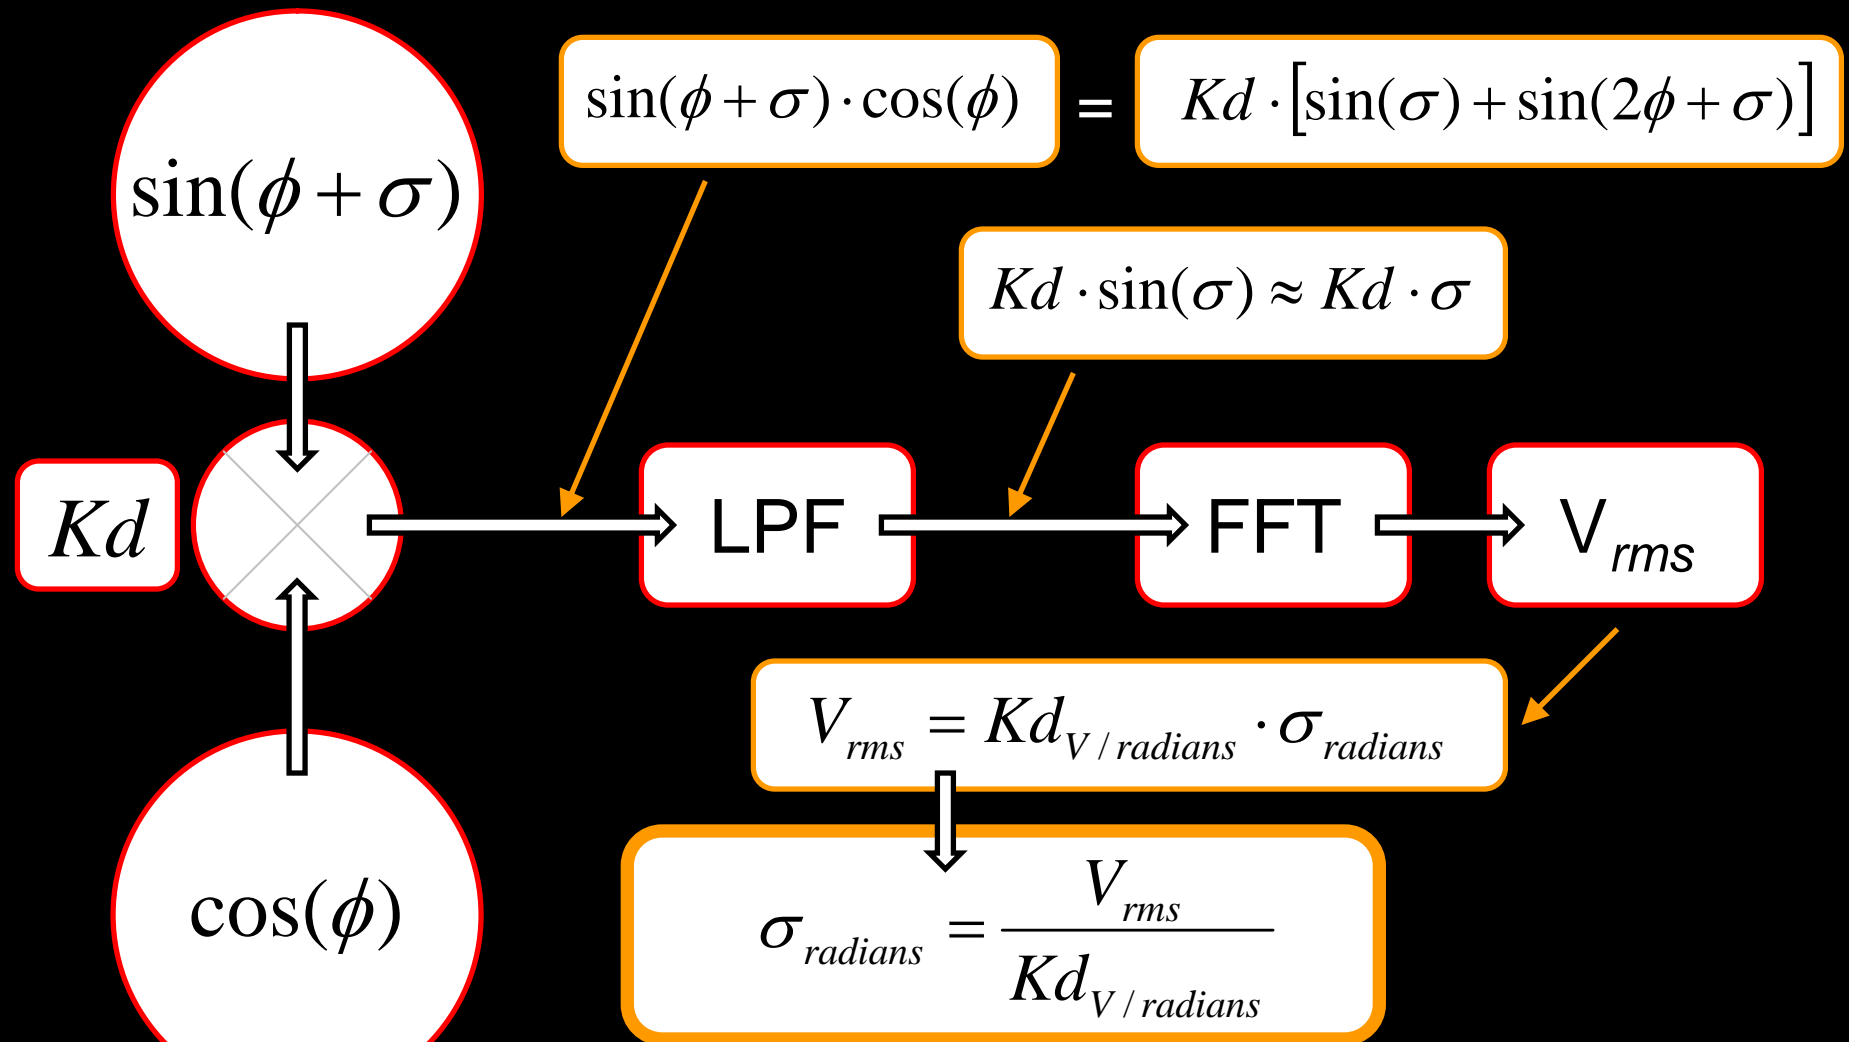 sin(ϕ + σ)
sin(ϕ + σ) · cos(ϕ) = Kd · [sin(σ) + sin(2ϕ + σ)]
Kd · sin(σ) ≈ Kd · σ
Kd
LPF
FFT
V_rms
V_rms = Kd_V / radians · σ_radians
cos(ϕ)
σ_radians = V_rms / Kd_V / radians